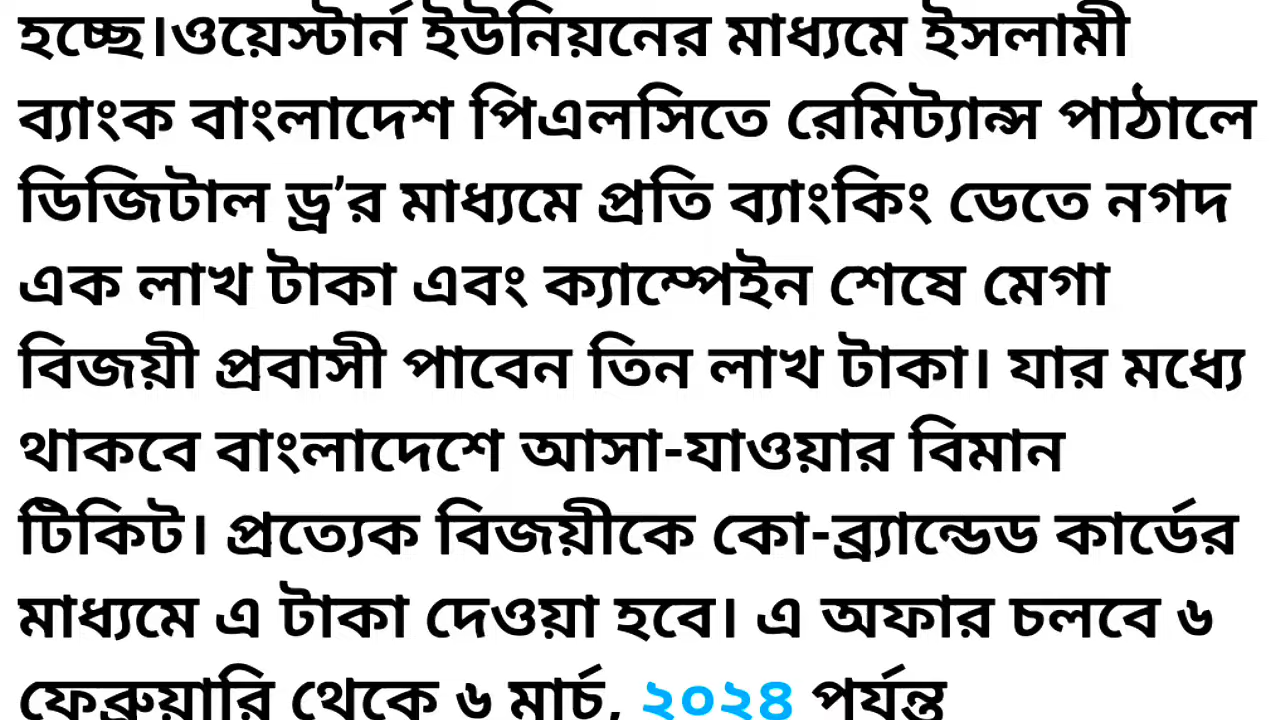 হচ্ছে।ওয়েস্টার্ন ইউনিয়নের মাধ্যমে ইসলামী
ব্যাংক বাংলাদেশ পিএলসিতে রেমিট্যান্স পাঠালে
ডিজিটাল ড্র’র মাধ্যমে প্রতি ব্যাংকিং ডেতে নগদ
এক লাখ টাকা এবং ক্যাম্পেইন শেষে মেগা
বিজয়ী প্রবাসী পাবেন তিন লাখ টাকা। যার মধ্যে
থাকবে বাংলাদেশে আসা-যাওয়ার বিমান
টিকিট। প্রত্যেক বিজয়ীকে কো-ব্র্যান্ডেড কার্ডের
মাধ্যমে এ টাকা দেওয়া হবে। এ অফার চলবে ৬
ফেব্রুয়ারি থেকে ৬ মার্চ, ২০২৪ পর্যন্ত